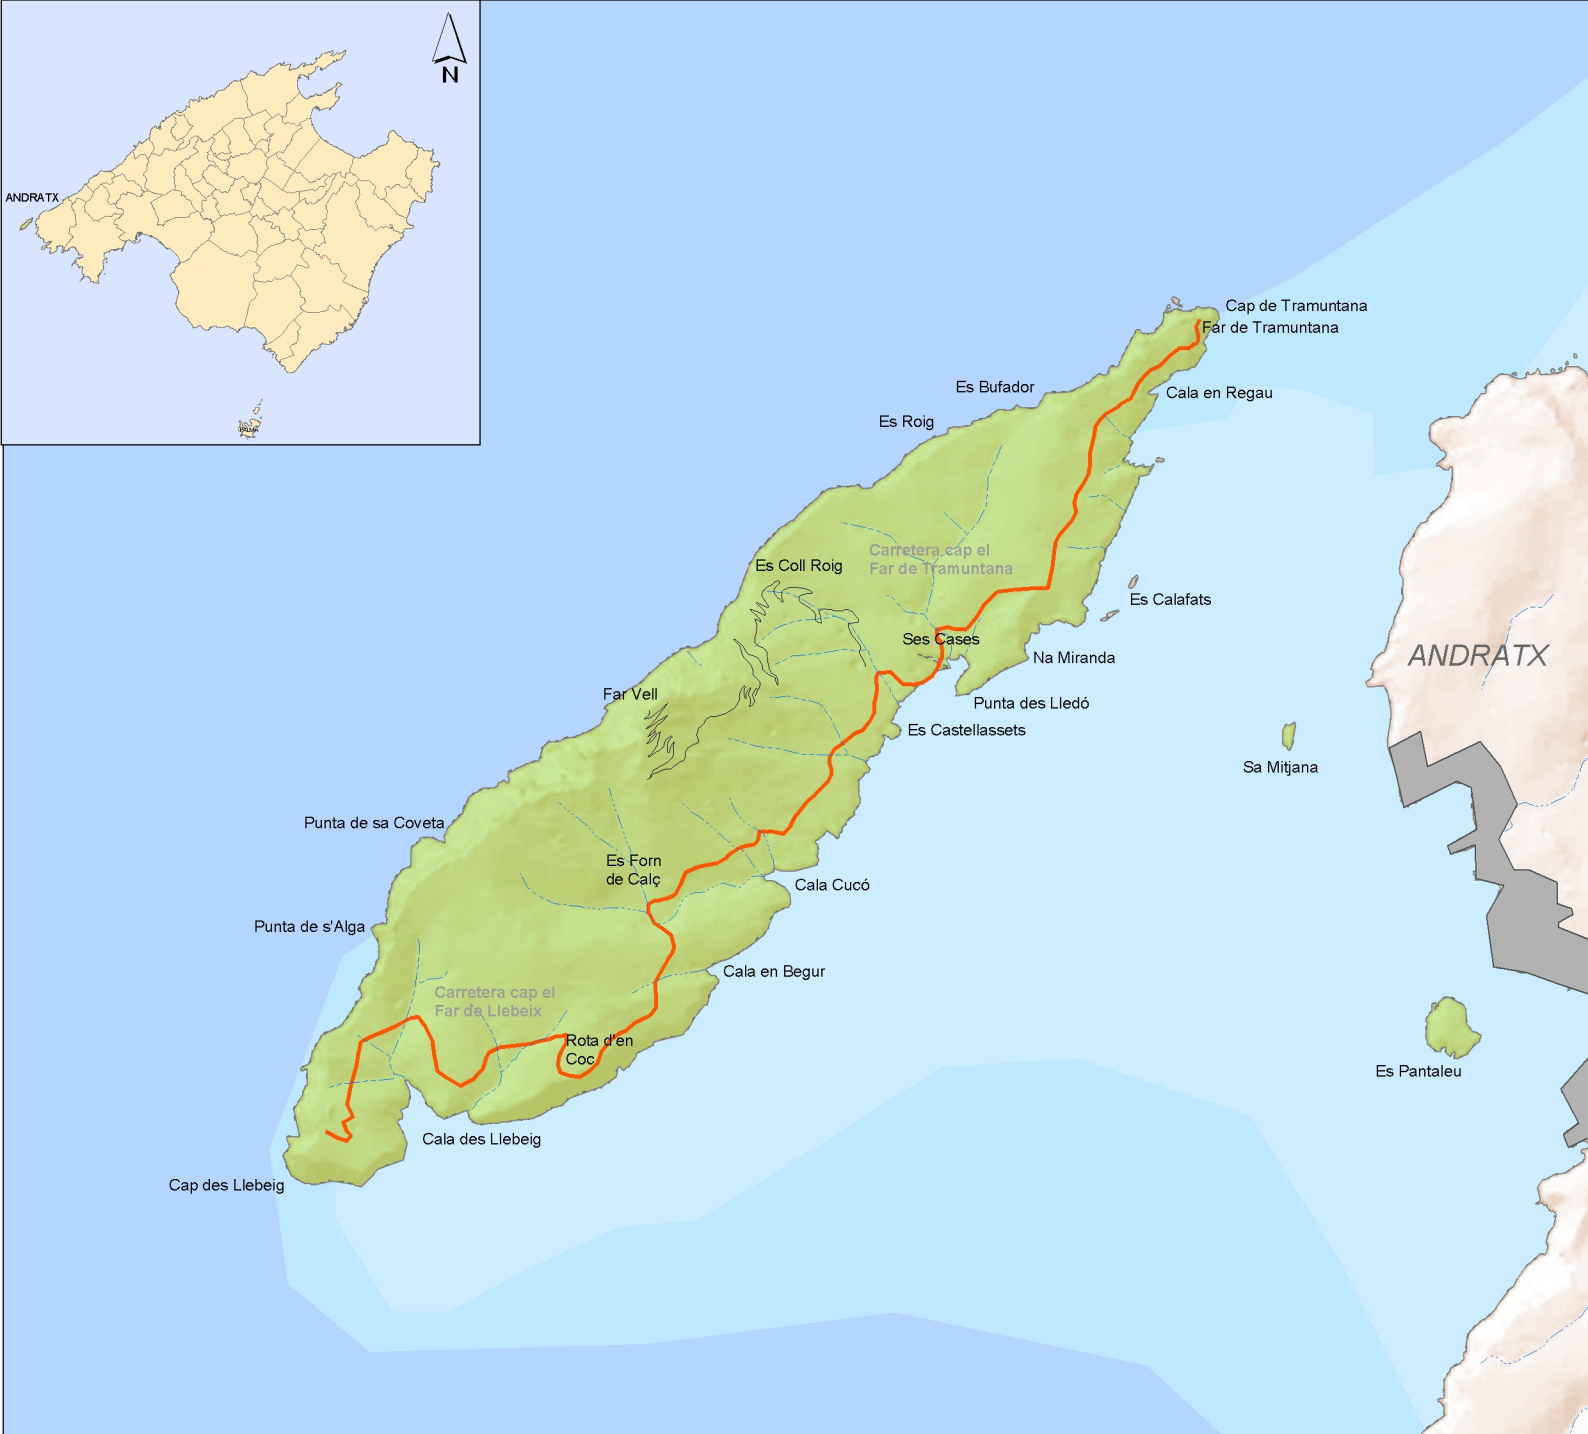 N
ANDRATX
PALMA
Cap de Tramuntana
Far de Tramuntana
Es Bufador
Cala en Regau
Es Roig
Carretera cap el
Far de Tramuntana
Es Coll Roig
Es Calafats
Ses Cases
Na Miranda
ANDRATX
Far Vell
Punta des Lledó
Es Castellassets
Sa Mitjana
Punta de sa Coveta
Es Forn
de Calç
Cala Cucó
Punta de s'Alga
Cala en Begur
Carretera cap el
Far de Llebeix
Rota d'en
Coc
Es Pantaleu
Cala des Llebeig
Cap des Llebeig